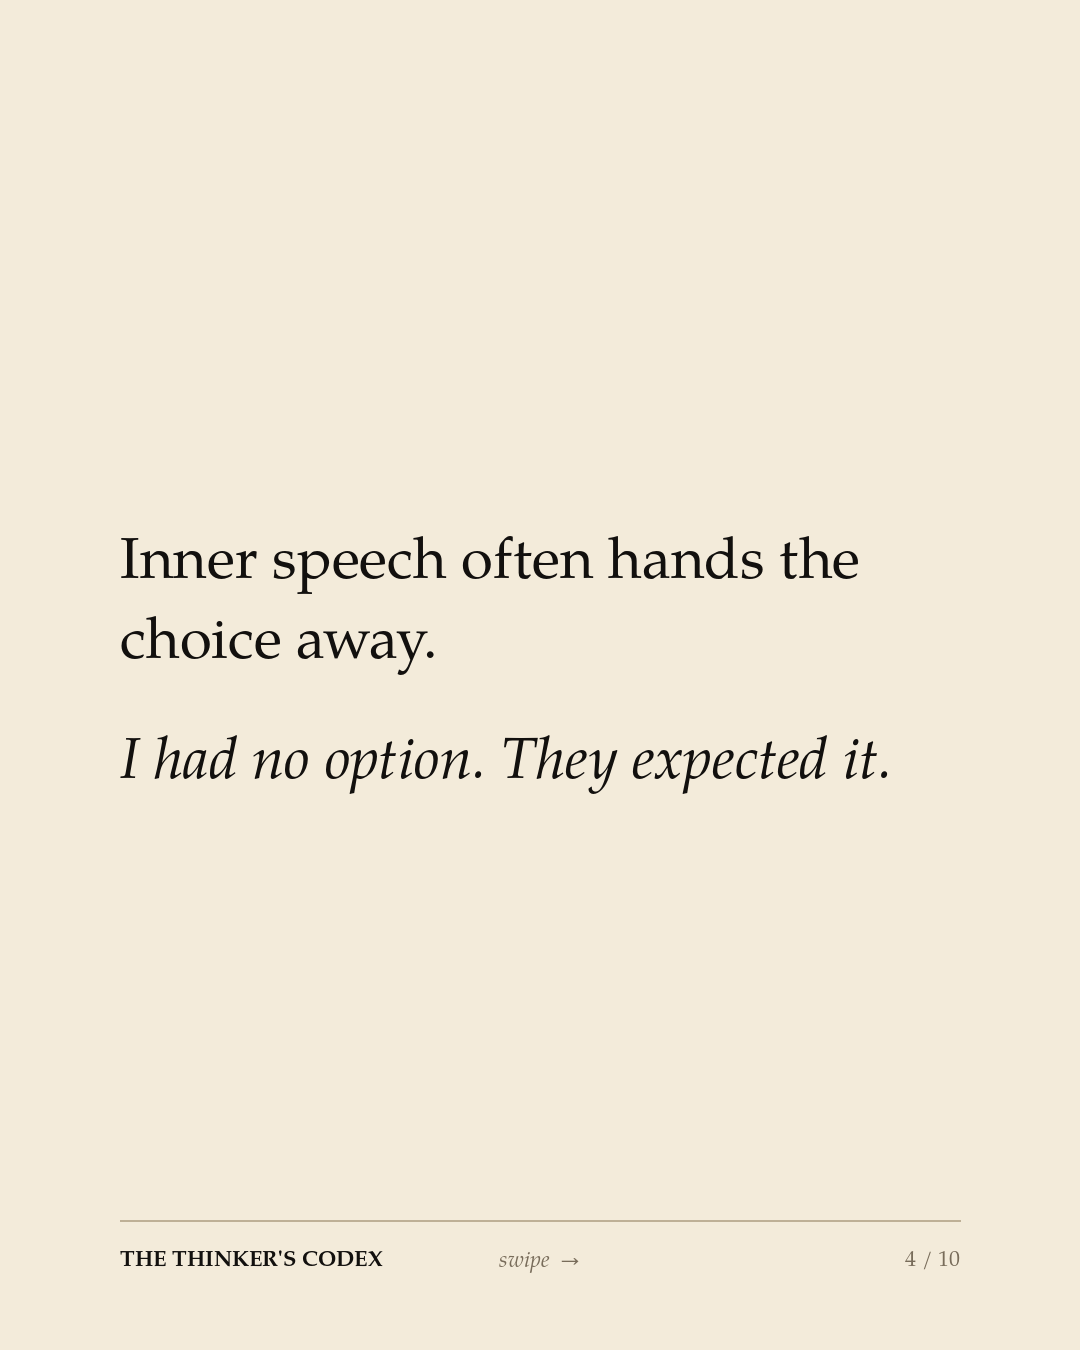 Inner speech often hands the
choice away.
I had no option. They expected it.
THE THINKER'S CODEX
swipe →
4 / 10